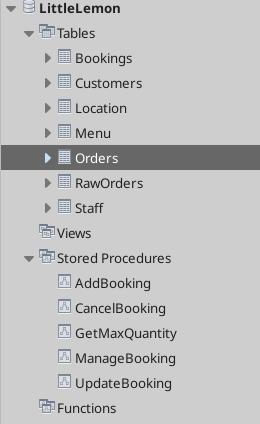 LittleLemon
Tables
Bookings
Customers
Location
Menu
Orders
RawOrders
Staff
Views
Stored Procedures
AddBooking
CancelBooking
GetMaxQuantity
ManageBooking
UpdateBooking
Functions